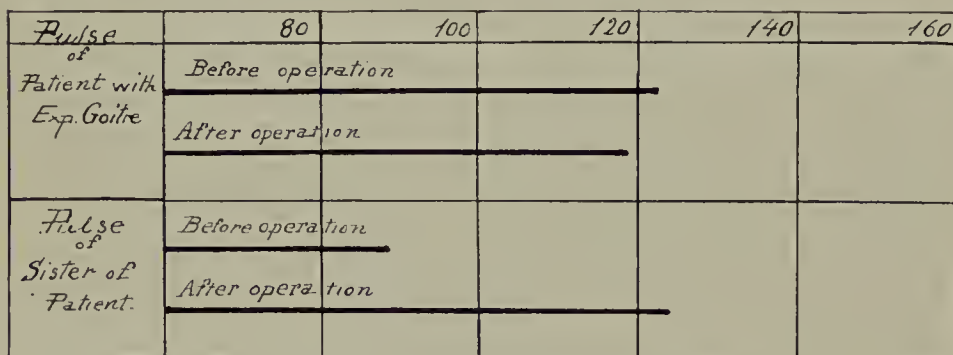 80 100 120 140 160
Pulse
of
Patient with
Exp. Goitre
Before operation
After operation
Pulse
of
Sister of
Patient.
Before operation
After operation